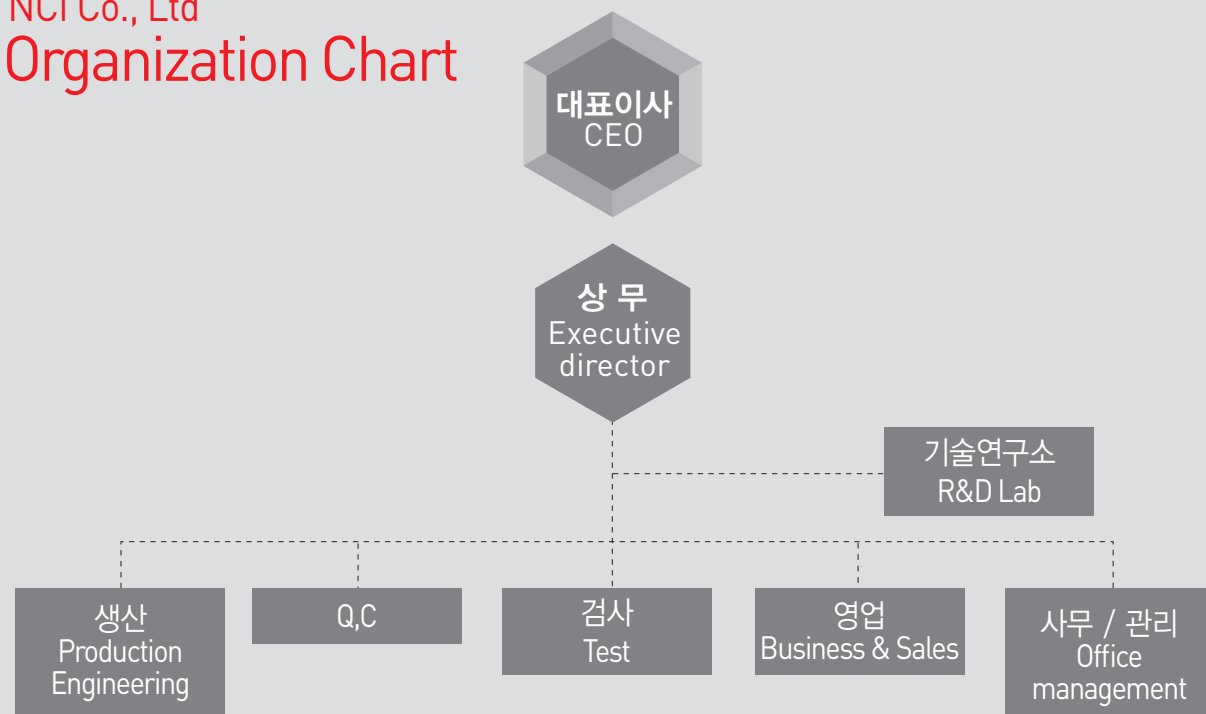 NCI Co., Ltd
Organization Chart
대표이사
CEO
상 무
Executive
director
기술연구소
R&D Lab
생산
Production
Engineering
Q,C
검사
Test
영업
Business & Sales
사무 / 관리
Office
management